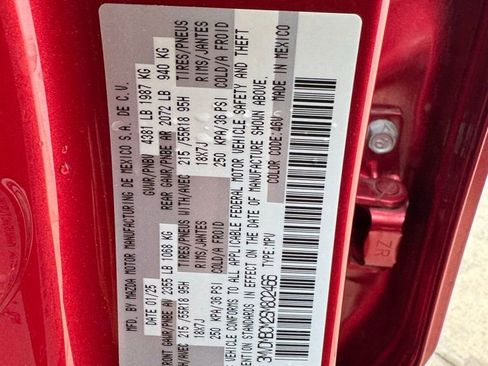 MFD. BY MAZDA MOTOR MANUFACTURING DE MEXICO S.A. DE C.V.
DATE 01/25 GVWR/PNBV 4381 LB 1987 KG
FRONT GAWR/PNBE AV 2355 LB 1068 KG REAR GAWR/PNBE AR 2072 LB 940 KG
WITH/AVEC 215 /55R18 95H TIRES/PNEUS WITH/AVEC 215 /55R18 95H TIRES/PNEUS
18X7J RIMS/JANTES 18X7J RIMS/JANTES
250 KPA/36 PSI COLD/A FROID 250 KPA/36 PSI COLD/A FROID
VEHICLE CONFORMS TO ALL APPLICABLE FEDERAL MOTOR VEHICLE SAFETY AND THEFT
PREVENTION STANDARDS IN EFFECT ON THE DATE OF MANUFACTURE SHOWN ABOVE.
TYPE:MPV COLOR CODE:46V MADE IN MEXICO
ZR